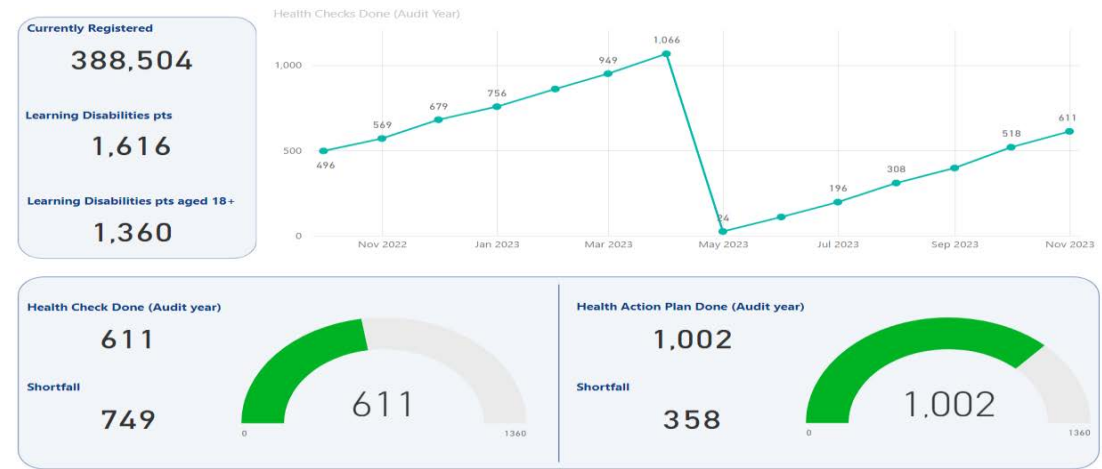 Currently Registered
388,504
Learning Disabilities pts
1,616
Learning Disabilities pts aged 18+
1,360
Health Checks Done (Audit Year)
1,066
1,000
949
756
679
569
500
496
611
518
308
196
24
0
Nov 2022
Jan 2023
Mar 2023
May 2023
Jul 2023
Sep 2023
Nov 2023
Health Check Done (Audit year)
611
Shortfall
749
611
0
1360
Health Action Plan Done (Audit year)
1,002
Shortfall
358
1,002
0
1360